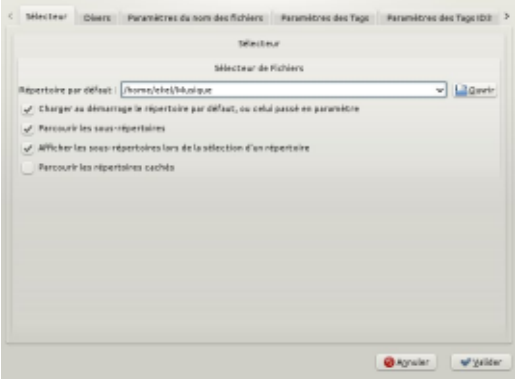 Sélecteur Divers Paramètres du nom des fichiers Paramètres des Tags Paramètres des Tags ID3
Sélecteur
Sélecteur de Fichiers
Répertoire par défaut : /home/ekel/Musique Ouvrir
Charger au démarrage le répertoire par défaut, ou celui passé en paramètre
Parcourir les sous-répertoires
Afficher les sous-répertoires lors de la sélection d'un répertoire
Parcourir les répertoires cachés
Annuler Valider